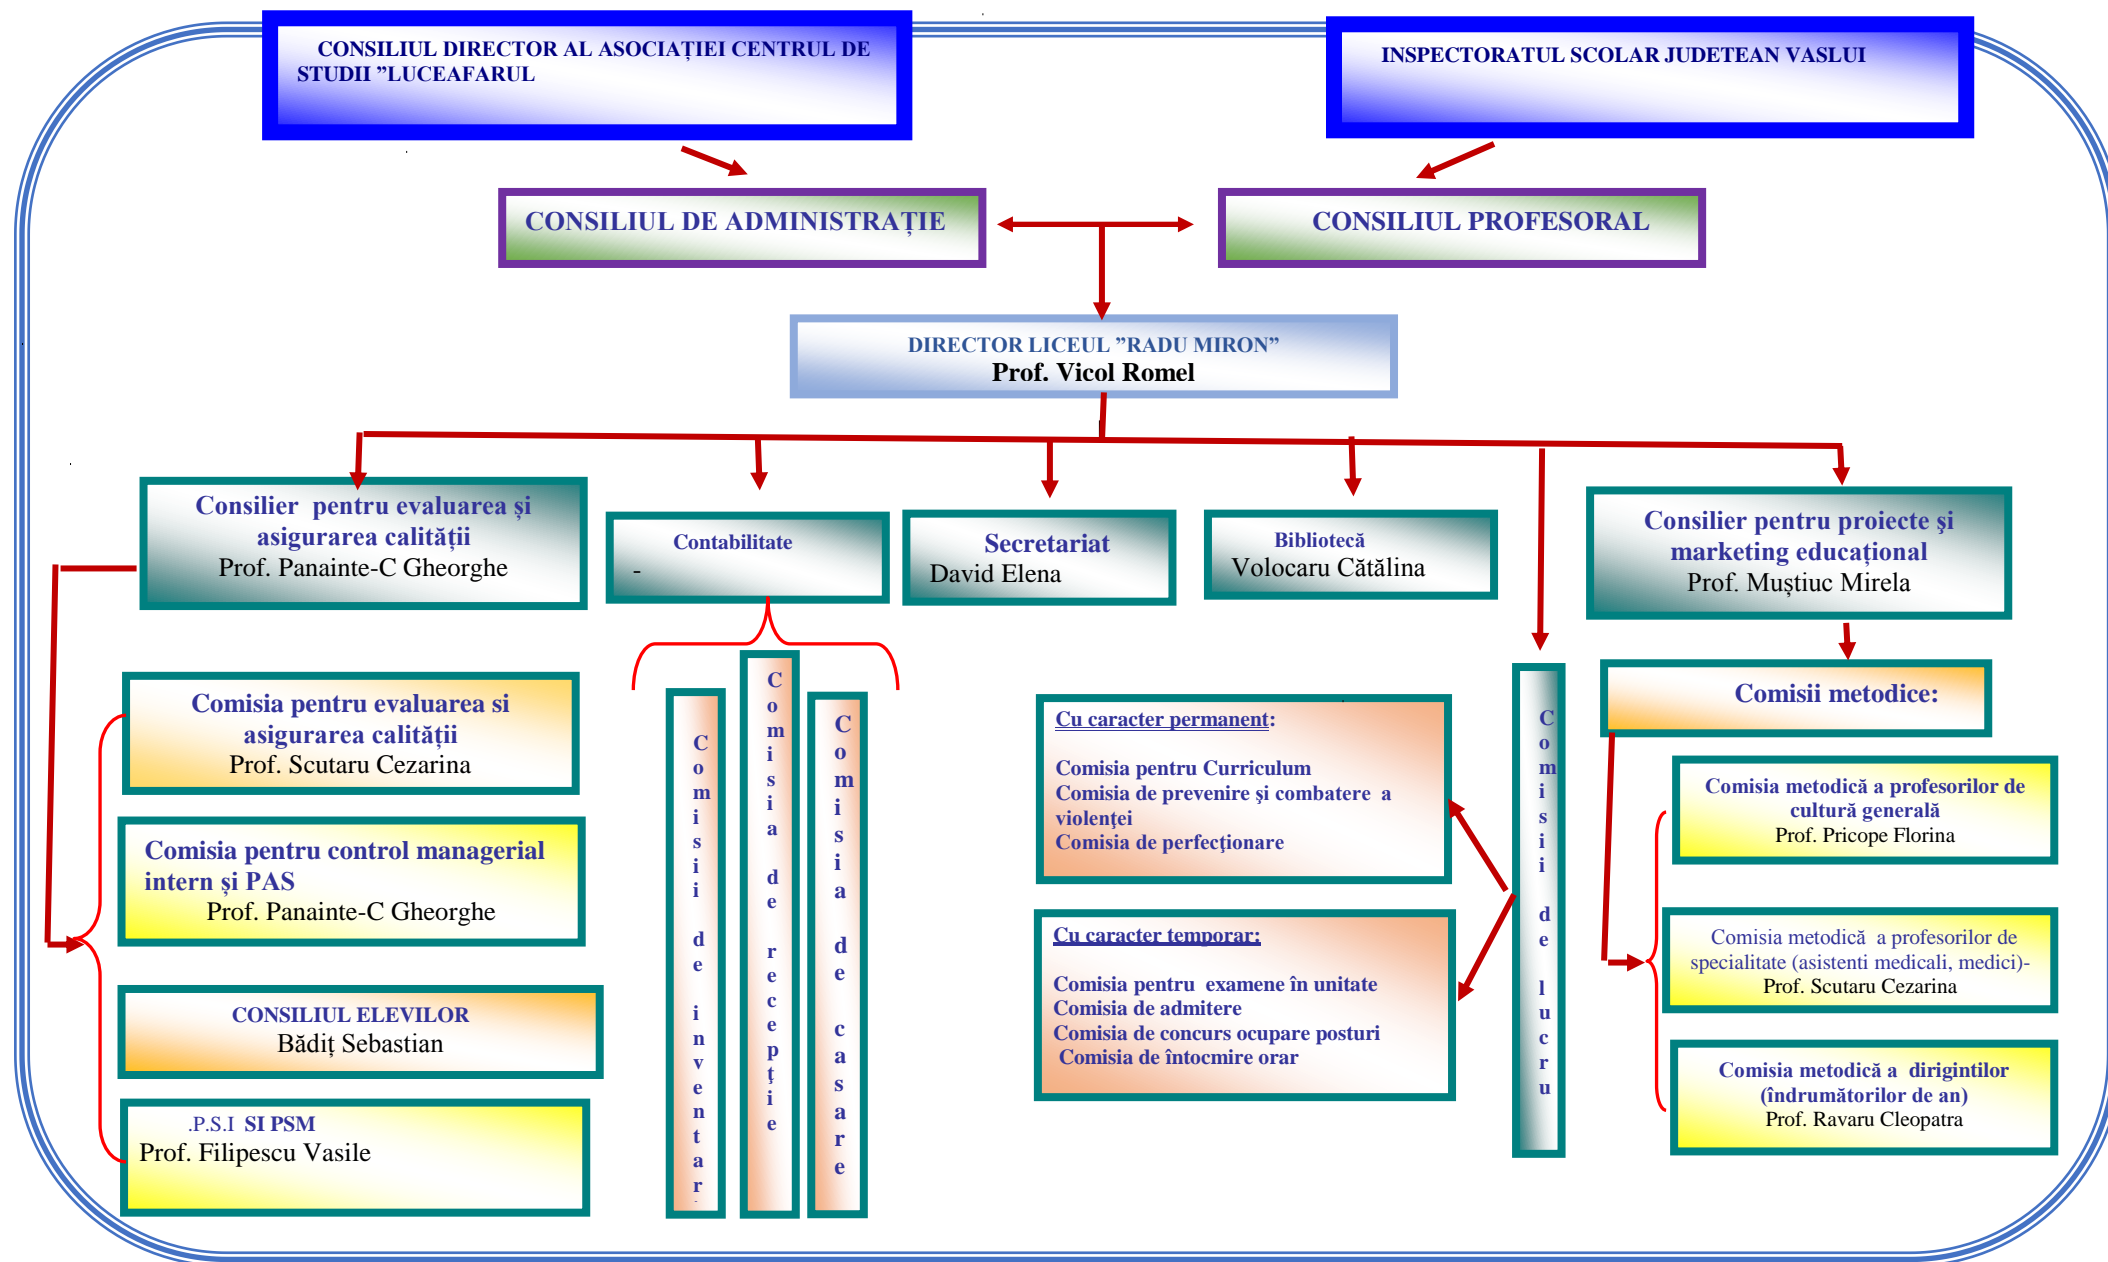 CONSILIUL DIRECTOR AL ASOCIAȚIEI CENTRUL DE
STUDII ”LUCEAFARUL
INSPECTORATUL SCOLAR JUDETEAN VASLUI
CONSILIUL DE ADMINISTRAȚIE
CONSILIUL PROFESORAL
DIRECTOR LICEUL ”RADU MIRON”
Prof. Vicol Romel
Consilier pentru evaluarea și
asigurarea calității
Prof. Panainte-C Gheorghe
Contabilitate
-
Secretariat
David Elena
Bibliotecă
Volocaru Cătălina
Consilier pentru proiecte şi
marketing educațional
Prof. Muștiuc Mirela
Comisia pentru evaluarea si
asigurarea calității
Prof. Scutaru Cezarina
Comisia pentru control managerial
intern și PAS
Prof. Panainte-C Gheorghe
CONSILIUL ELEVILOR
Bădiț Sebastian
.P.S.I SI PSM
Prof. Filipescu Vasile
Comisii de inventar
Comisia de recepţie
Comisia de casare
Cu caracter permanent:
Comisia pentru Curriculum
Comisia de prevenire şi combatere a
violenţei
Comisia de perfecţionare
Cu caracter temporar:
Comisia pentru examene în unitate
Comisia de admitere
Comisia de concurs ocupare posturi
Comisia de întocmire orar
Comisii de lucru
Comisii metodice:
Comisia metodică a profesorilor de
cultură generală
Prof. Pricope Florina
Comisia metodică a profesorilor de
specialitate (asistenti medicali, medici)-
Prof. Scutaru Cezarina
Comisia metodică a dirigintilor
(îndrumătorilor de an)
Prof. Ravaru Cleopatra